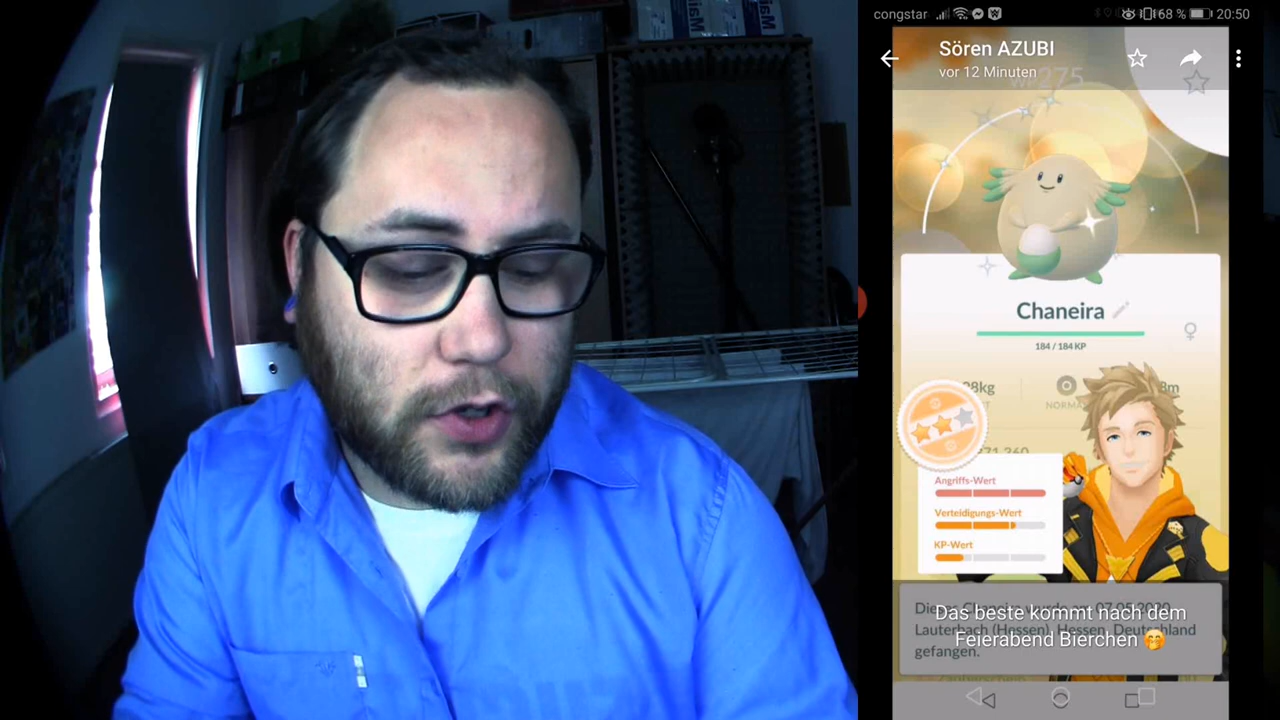 congstar
68 % 20:50
Sören AZUBI
vor 12 Minuten
275
Chaneira
184 / 184 KP
Angriffs-Wert
Verteidigungs-Wert
KP-Wert
Das beste kommt nach dem
Feierabend Bierchen 🤭
Lauterbach (Hessen), Hessen, Deutschland
gefangen.